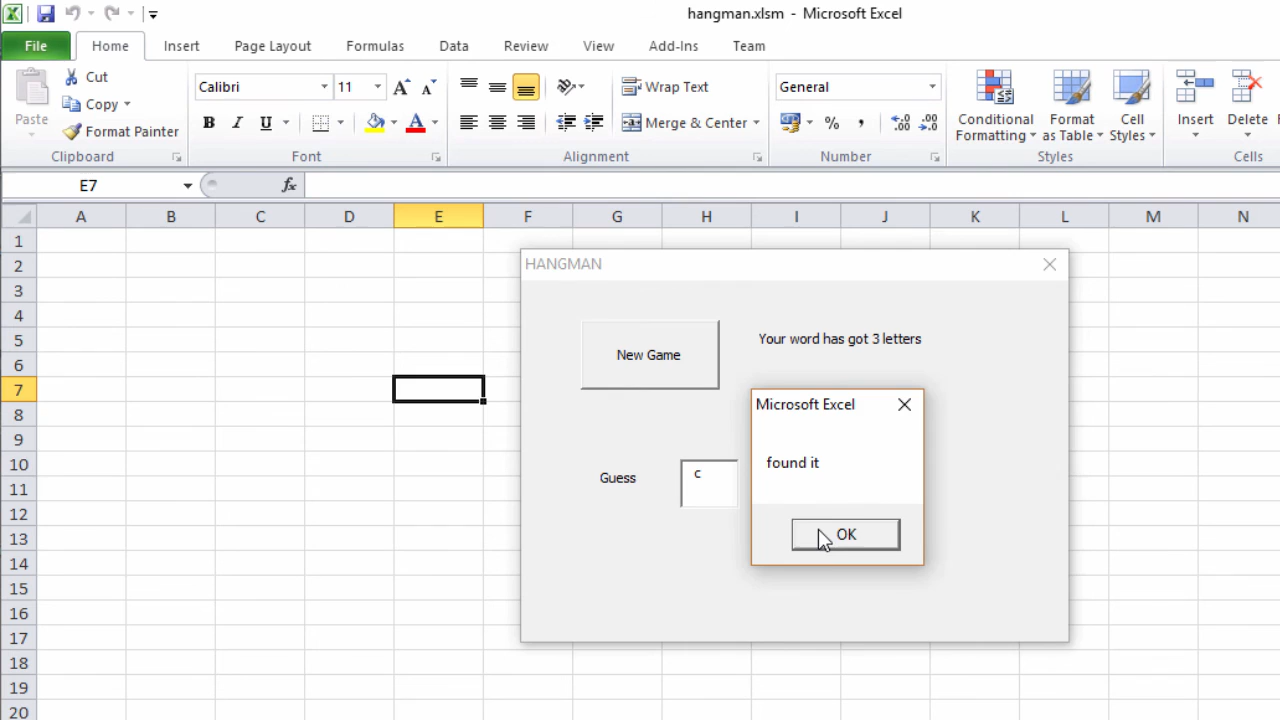 hangman.xlsm - Microsoft Excel
File Home Insert Page Layout Formulas Data Review View Add-Ins Team
Paste
Cut
Copy
Format Painter
Clipboard
Calibri 11
B I U
Font
Wrap Text
Merge & Center
Alignment
General
%
Number
Conditional Formatting
Format as Table
Cell Styles
Styles
Insert
Delete
Cells
E7 fx
A B C D E F G H I J K L M N
1
2
3
4
5
6
7
8
9
10
11
12
13
14
15
16
17
18
19
20
HANGMAN
New Game
Your word has got 3 letters
Guess
c
Microsoft Excel
found it
OK